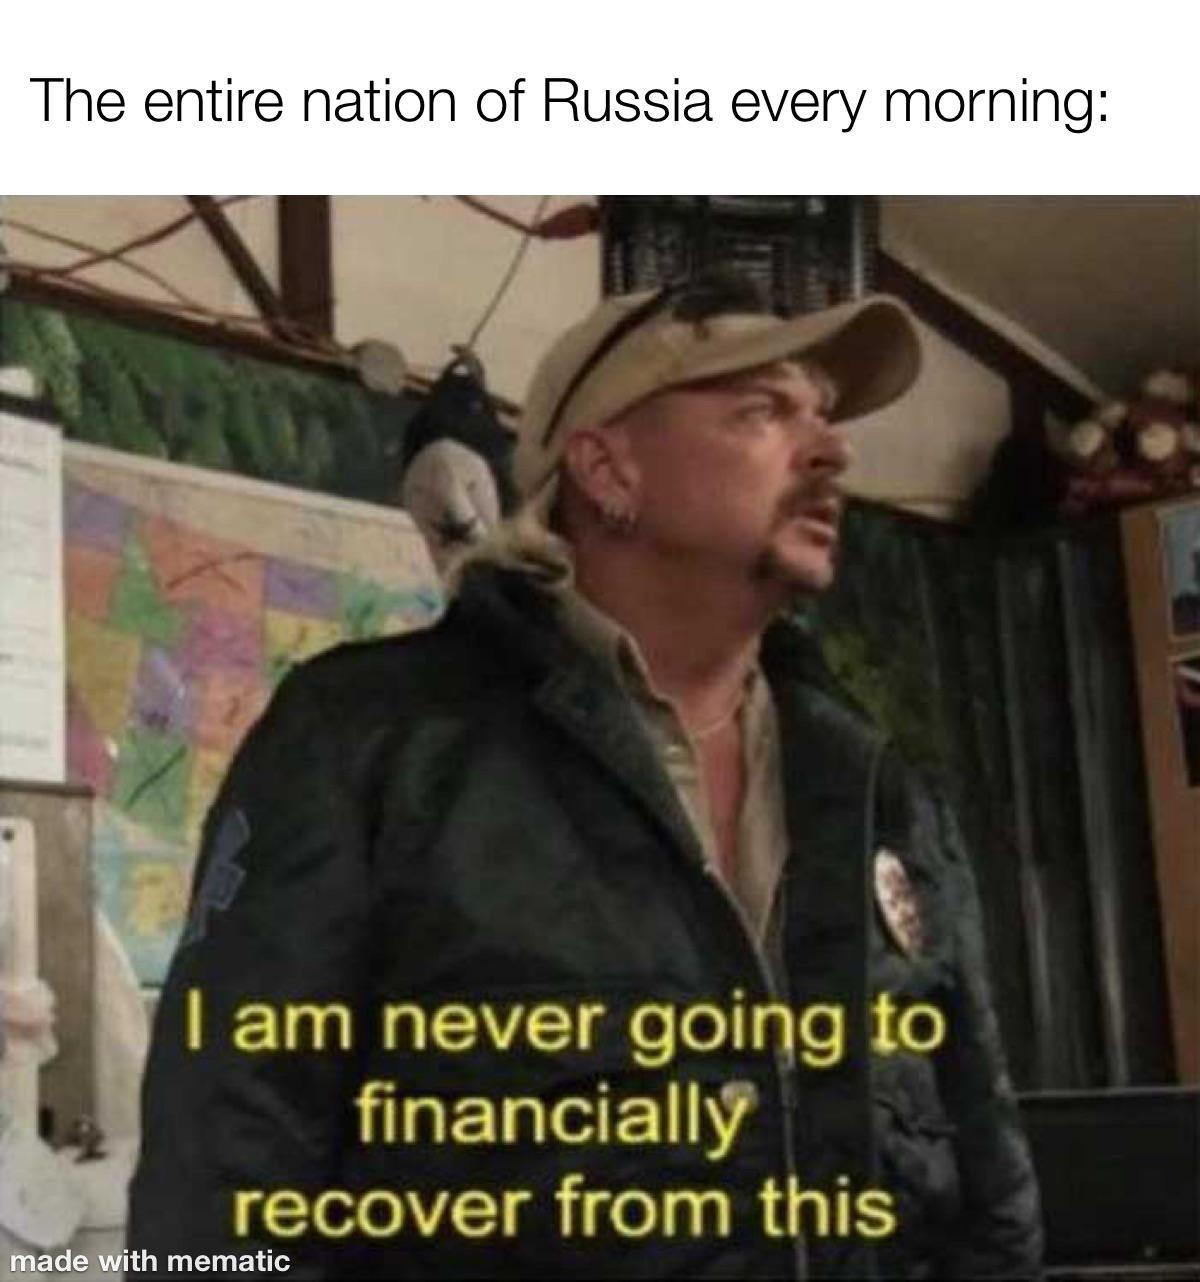 The entire nation of Russia every morning:
I am never going to
financially
recover from this
made with mematic